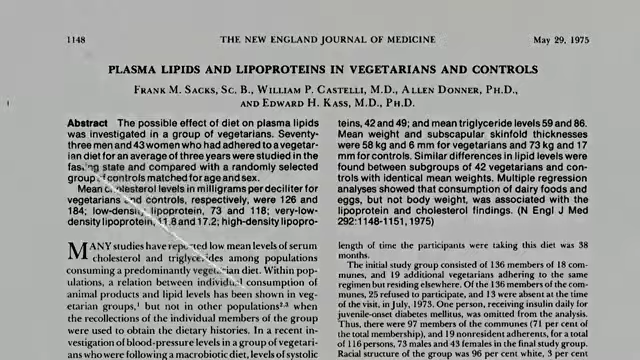 1148
THE NEW ENGLAND JOURNAL OF MEDICINE
May 29, 1975
PLASMA LIPIDS AND LIPOPROTEINS IN VEGETARIANS AND CONTROLS
FRANK M. SACKS, SC. B., WILLIAM P. CASTELLI, M.D., ALLEN DONNER, PH.D.,
AND EDWARD H. KASS, M.D., PH.D.
Abstract The possible effect of diet on plasma lipids
was investigated in a group of vegetarians. Seventy-
three men and 43 women who had adhered to a vegetar-
ian diet for an average of three years were studied in the
fasting state and compared with a randomly selected
group of controls matched for age and sex.
Mean cholesterol levels in milligrams per deciliter for
vegetarians and controls, respectively, were 126 and
184; low-density lipoprotein, 73 and 118; very-low-
density lipoprotein, 11.8 and 17.2; high-density lipopro-
teins, 42 and 49; and mean triglyceride levels 59 and 86.
Mean weight and subscapular skinfold thicknesses
were 58 kg and 6 mm for vegetarians and 73 kg and 17
mm for controls. Similar differences in lipid levels were
found between subgroups of 42 vegetarians and con-
trols with identical mean weights. Multiple regression
analyses showed that consumption of dairy foods and
eggs, but not body weight, was associated with the
lipoprotein and cholesterol findings. (N Engl J Med
292:1148-1151, 1975)
MANY studies have reported low mean levels of serum
cholesterol and triglycerides among populations
consuming a predominantly vegetarian diet. Within pop-
ulations, a relation between individual consumption of
animal products and lipid levels has been shown in veg-
etarian groups,1 but not in other populations2,3 when
the recollections of the individual members of the group
were used to obtain the dietary histories. In a recent in-
vestigation of blood-pressure levels in a group of vegetari-
ans who were following a macrobiotic diet, levels of systolic
length of time the participants were taking this diet was 38
months.
The initial study group consisted of 136 members of 18 com-
munes, and 19 additional vegetarians adhering to the same
regimen but residing elsewhere. Of the 136 members of the com-
munes, 25 refused to participate, and 13 were absent at the time
of the visit, in July, 1973. One person, receiving insulin daily for
juvenile-onset diabetes mellitus, was omitted from the analysis.
Thus, there were 97 members of the communes (71 per cent of
the total membership), and 19 nonresident adherents, for a total
of 116 persons, 73 males and 43 females in the final study group.
Racial structure of the group was 96 per cent white, 3 per cent